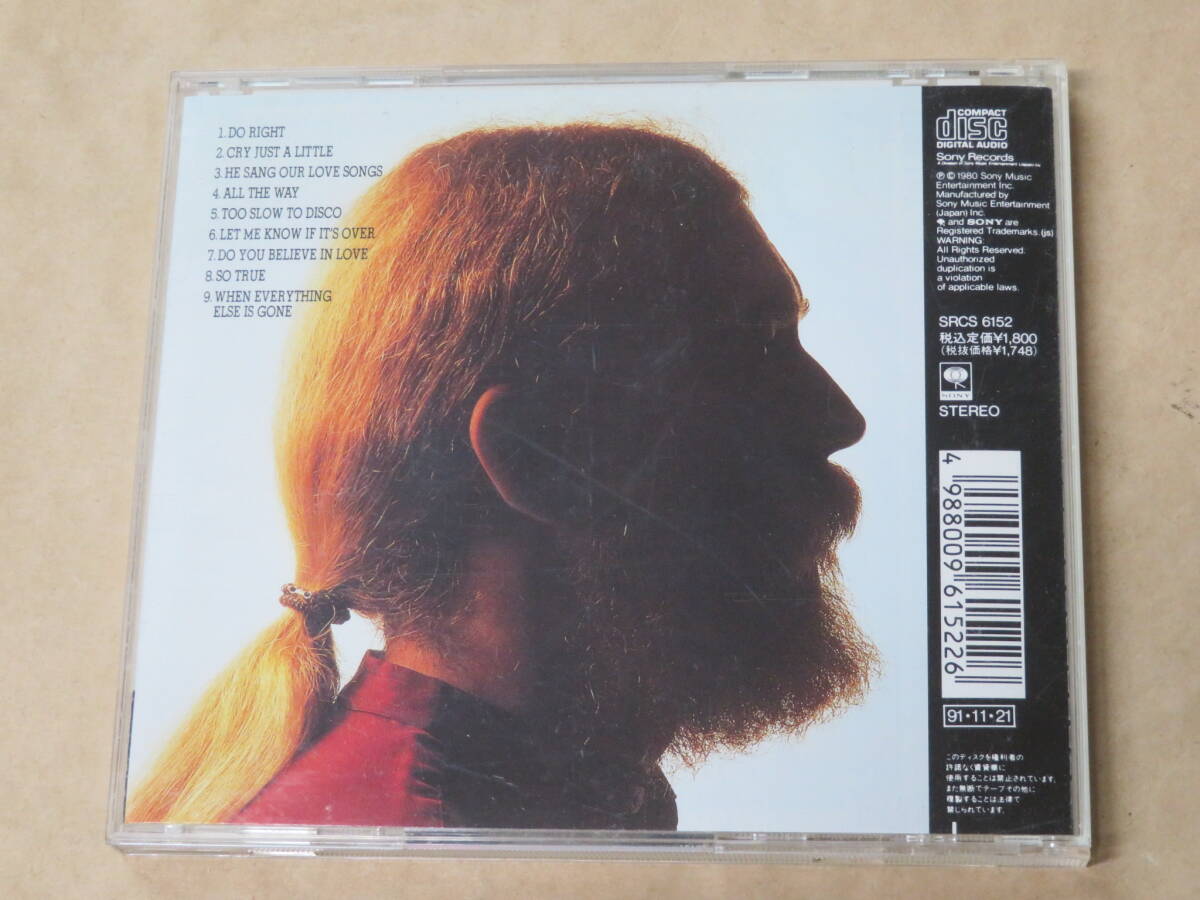 1. DO RIGHT
2. CRY JUST A LITTLE
3. HE SANG OUR LOVE SONGS
4. ALL THE WAY
5. TOO SLOW TO DISCO
6. LET ME KNOW IF IT'S OVER
7. DO YOU BELIEVE IN LOVE
8. SO TRUE
9. WHEN EVERYTHING
ELSE IS GONE
COMPACT
disc
DIGITAL AUDIO
Sony Records
A Division of Sony Music Entertainment (Japan) Inc.
Ⓟ © 1980 Sony Music
Entertainment Inc.
Manufactured by
Sony Music Entertainment
(Japan) Inc.
and SONY are
Registered Trademarks. (js)
WARNING:
All Rights Reserved.
Unauthorized
duplication is
a violation
of applicable laws.
SRCS 6152
税込定価¥1,800
(税抜価格¥1,748)
SONY
STEREO
4 988009 615226
91・11・21
このディスクを権利者の
許諾なく賃貸業に
使用することは禁止されています。
また無断でテープその他に
複製することは法律で
禁じられています。